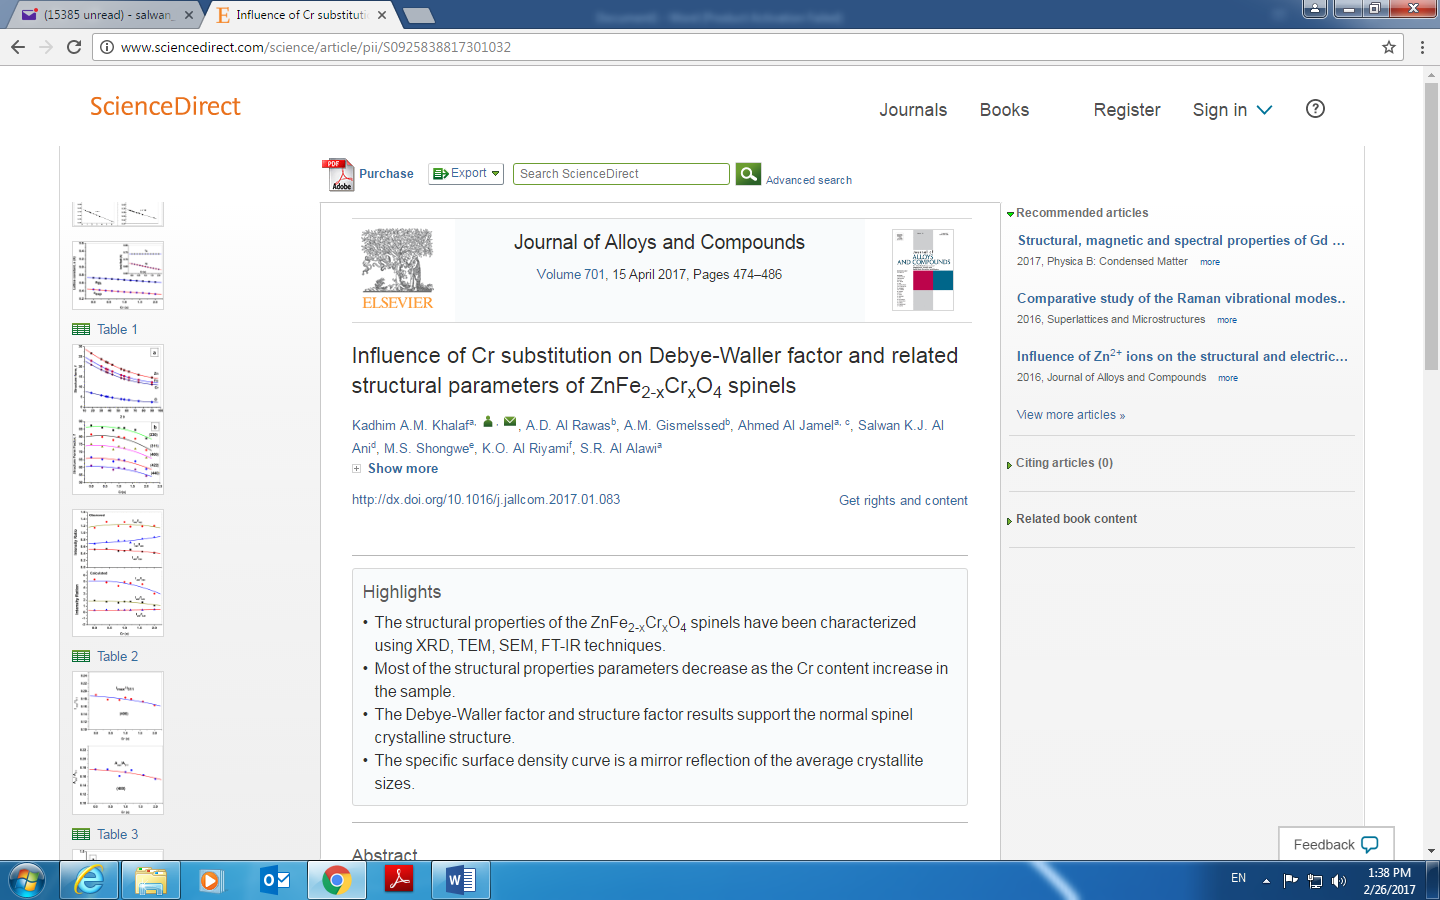 (15385 unread) - salwan_
Influence of Cr substitutio
www.sciencedirect.com/science/article/pii/S0925838817301032
ScienceDirect
Journals Books Register Sign in
PDF
Adobe
Purchase Export Search ScienceDirect Advanced search
Table 1
Table 2
Table 3
ELSEVIER
Journal of Alloys and Compounds
Volume 701, 15 April 2017, Pages 474–486
Journal of
ALLOYS
AND COMPOUNDS
Influence of Cr substitution on Debye-Waller factor and related
structural parameters of ZnFe2-xCrxO4 spinels
Kadhim A.M. Khalafa, , A.D. Al Rawasb, A.M. Gismelssedb, Ahmed Al Jamela, c, Salwan K.J. Al
Anid, M.S. Shongwee, K.O. Al Riyamif, S.R. Al Alawia
Show more
http://dx.doi.org/10.1016/j.jallcom.2017.01.083 Get rights and content
Highlights
• The structural properties of the ZnFe2-xCrxO4 spinels have been characterized
using XRD, TEM, SEM, FT-IR techniques.
• Most of the structural properties parameters decrease as the Cr content increase in
the sample.
• The Debye-Waller factor and structure factor results support the normal spinel
crystalline structure.
• The specific surface density curve is a mirror reflection of the average crystallite
sizes.
Abstract
Recommended articles
Structural, magnetic and spectral properties of Gd ...
2017, Physica B: Condensed Matter more
Comparative study of the Raman vibrational modes..
2016, Superlattices and Microstructures more
Influence of Zn2+ ions on the structural and electric...
2016, Journal of Alloys and Compounds more
View more articles »
Citing articles (0)
Related book content
Feedback
EN
1:38 PM
2/26/2017